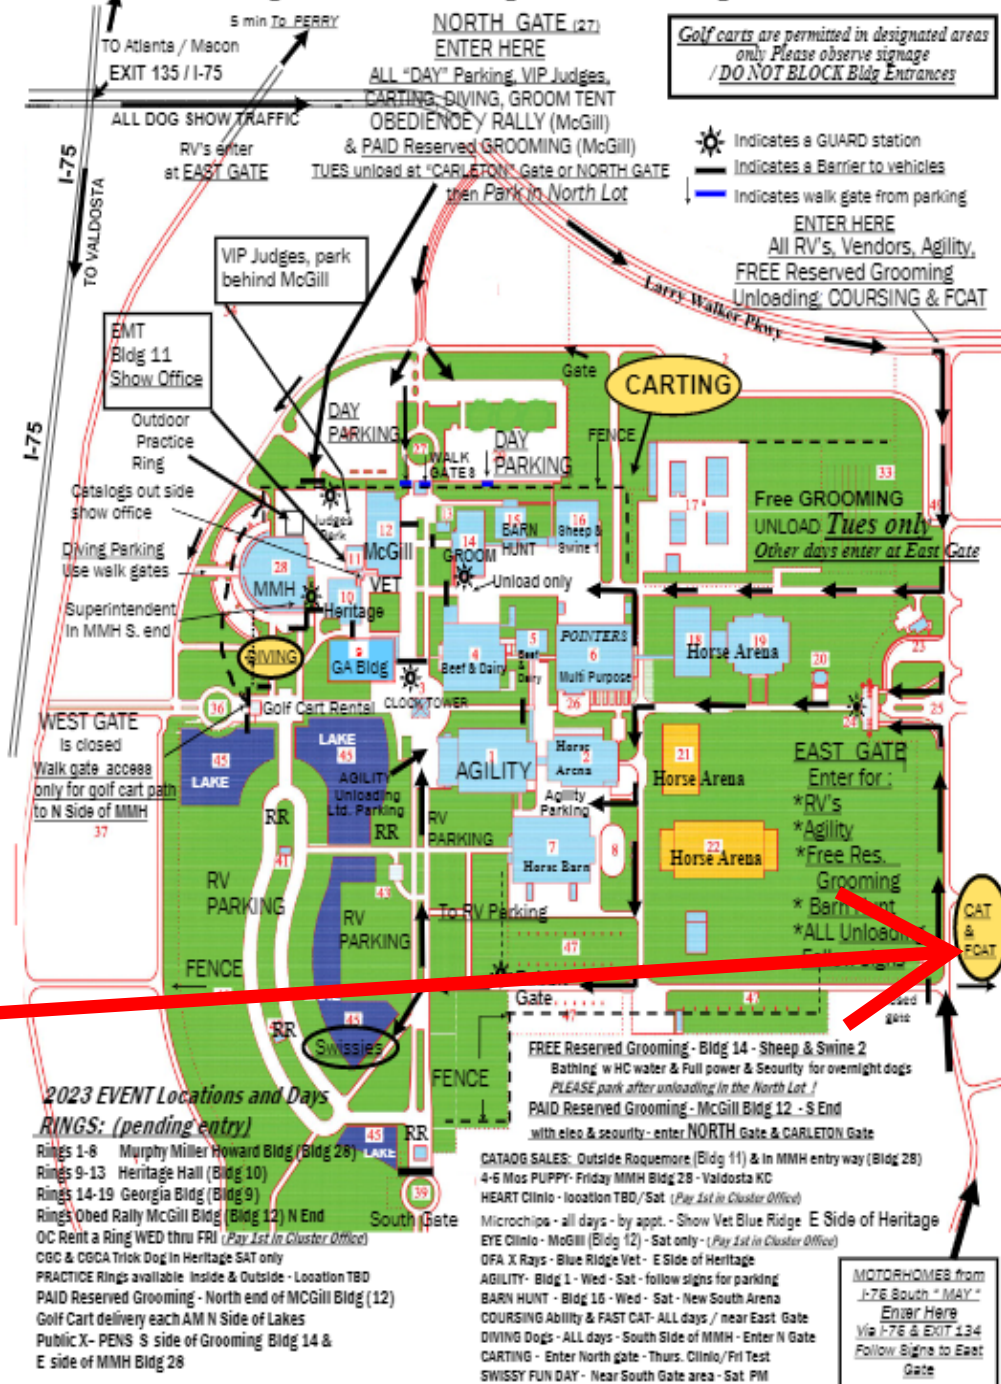 5 min To PERRY
NORTH GATE (27)
ENTER HERE
ALL "DAY" Parking, VIP Judges,
CARTING, DIVING, GROOM TENT
OBEDIENCE / RALLY (McGill)
& PAID Reserved GROOMING (McGill)
TUES unload at "CARLETON" Gate or NORTH GATE
then Park in North Lot
Golf carts are permitted in designated areas
only Please observe signage
/ DO NOT BLOCK Bldg Entrances
TO Atlanta / Macon
EXIT 135 / I-75
ALL DOG SHOW TRAFFIC
RV's enter
at EAST GATE
I-75
TO VALDOSTA
I-75
Indicates a GUARD station
Indicates a Barrier to vehicles
Indicates walk gate from parking
ENTER HERE
All RV's, Vendors, Agility,
FREE Reserved Grooming
Unloading; COURSING & FCAT
Larry Walker Pkwy
VIP Judges, park
behind McGill
EMT
Bldg 11
Show Office
Outdoor
Practice
Ring
Catalogs out side
show office
Diving Parking
Use walk gates
Superintendent
In MMH S. end
Gate
CARTING
DAY
PARKING
WALK
GATES
DAY
PARKING
FENCE
27
2
33
Free GROOMING
UNLOAD Tues only
Other days enter at East Gate
Judges
Park
12
McGill
13
14
GROOM
15
BARN
HUNT
16
Sheep &
Swine 1
17
28
MMH
11
VET
10
Heritage
Unload only
DIVING
9
GA Bldg
4
Beef & Dairy
5
Beef
&
Dairy
POINTERS
6
Multi Purpose
18
19
Horse Arena
20
23
24
25
26
3
CLOCK TOWER
36
Golf Cart Rental
WEST GATE
Is closed
Walk gate access
only for golf cart path
to N Side of MMH
37
45
LAKE
LAKE
45
AGILITY
Unloading
Ltd. Parking
1
AGILITY
Horse
2
Arena
Agility
Parking
21
Horse Arena
22
Horse Arena
EAST GATE
Enter for :
*RV's
*Agility
*Free Res.
Grooming
* Barn Hunt
*ALL Unloading
Follow Signs
CAT
&
FCAT
RR
RR
RV
PARKING
7
Horse Barn
8
41
43
To RV Parking
RV
PARKING
RV
PARKING
FENCE
47
47
47
Gate
gate
RR
45
Swissies
FENCE
45
LAKE
RR
39
South Gate
2023 EVENT Locations and Days
RINGS: (pending entry)
Rings 1-8 Murphy Miller Howard Bldg (Bldg 28)
Rings 9-13 Heritage Hall (Bldg 10)
Rings 14-19 Georgia Bldg (Bldg 9)
Rings Obed Rally McGill Bldg (Bldg 12) N End
OC Rent a Ring WED thru FRI (Pay 1st in Cluster Office)
CGC & CGCA Trick Dog in Heritage SAT only
PRACTICE Rings available Inside & Outside - Location TBD
PAID Reserved Grooming - North end of MCGill Bldg (12)
Golf Cart delivery each AM N Side of Lakes
Public X- PENS S side of Grooming Bldg 14 &
E side of MMH Bldg 28
FREE Reserved Grooming - Bldg 14 - Sheep & Swine 2
Bathing w HC water & Full power & Security for overnight dogs
PLEASE park after unloading in the North Lot !
PAID Reserved Grooming - McGill Bldg 12 - S End
with elec & security - enter NORTH Gate & CARLETON Gate
CATAOG SALES: Outside Roquemore (Bldg 11) & in MMH entry way (Bldg 28)
4-6 Mos PUPPY- Friday MMH Bldg 28 - Valdosta KC
HEART Clinic - location TBD/Sat (Pay 1st in Cluster Office)
Microchips - all days - by appt. - Show Vet Blue Ridge E Side of Heritage
EYE Clinic - McGill (Bldg 12) - Sat only - (Pay 1st in Cluster Office)
OFA X Rays - Blue Ridge Vet - E Side of Heritage
AGILITY- Bldg 1 - Wed - Sat - follow signs for parking
BARN HUNT - Bldg 16 - Wed - Sat - New South Arena
COURSING Ability & FAST CAT- ALL days / near East Gate
DIVING Dogs - ALL days - South Side of MMH - Enter N Gate
CARTING - Enter North gate - Thurs. Clinic/Fri Test
SWISSY FUN DAY - Near South Gate area - Sat PM
MOTORHOMES from
I-75 South " MAY "
Enter Here
Via I-75 & EXIT 134
Follow Signs to East
Gate